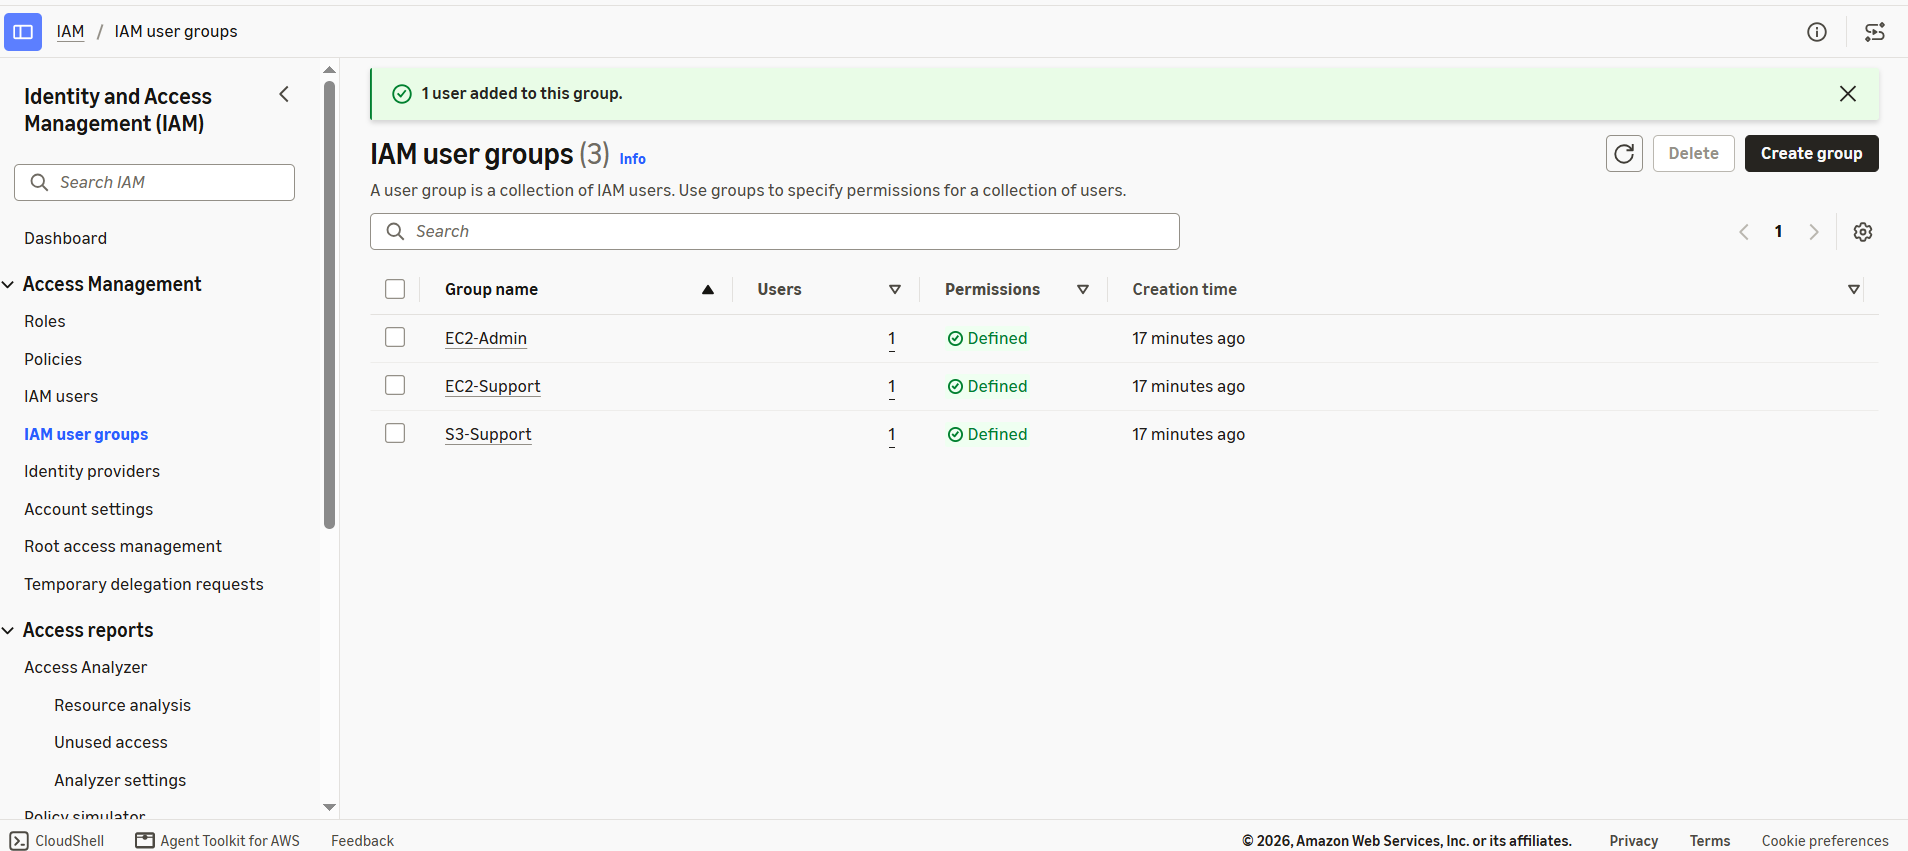 IAM / IAM user groups
Identity and Access
Management (IAM)
Search IAM
Dashboard
Access Management
Roles
Policies
IAM users
IAM user groups
Identity providers
Account settings
Root access management
Temporary delegation requests
Access reports
Access Analyzer
Resource analysis
Unused access
Analyzer settings
Policy simulator
1 user added to this group.
IAM user groups (3) Info
Delete
Create group
A user group is a collection of IAM users. Use groups to specify permissions for a collection of users.
Search
1
Group name Users Permissions Creation time
EC2-Admin 1 Defined 17 minutes ago
EC2-Support 1 Defined 17 minutes ago
S3-Support 1 Defined 17 minutes ago
CloudShell Agent Toolkit for AWS Feedback © 2026, Amazon Web Services, Inc. or its affiliates. Privacy Terms Cookie preferences